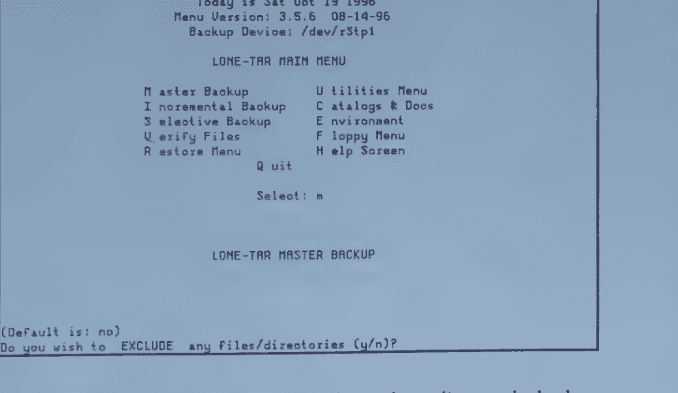 Today is Sat Oct 19 1996
Menu Version: 3.5.6 08-14-96
Backup Device: /dev/rStp1
LONE-TAR MAIN MENU
M aster Backup U tilities Menu
I ncremental Backup C atalogs & Docs
S elective Backup E nvironment
V erify Files F loppy Menu
R estore Menu H elp Screen
Q uit
Select: m
LONE-TAR MASTER BACKUP
(Default is: no)
Do you wish to EXCLUDE any files/directories (y/n)?